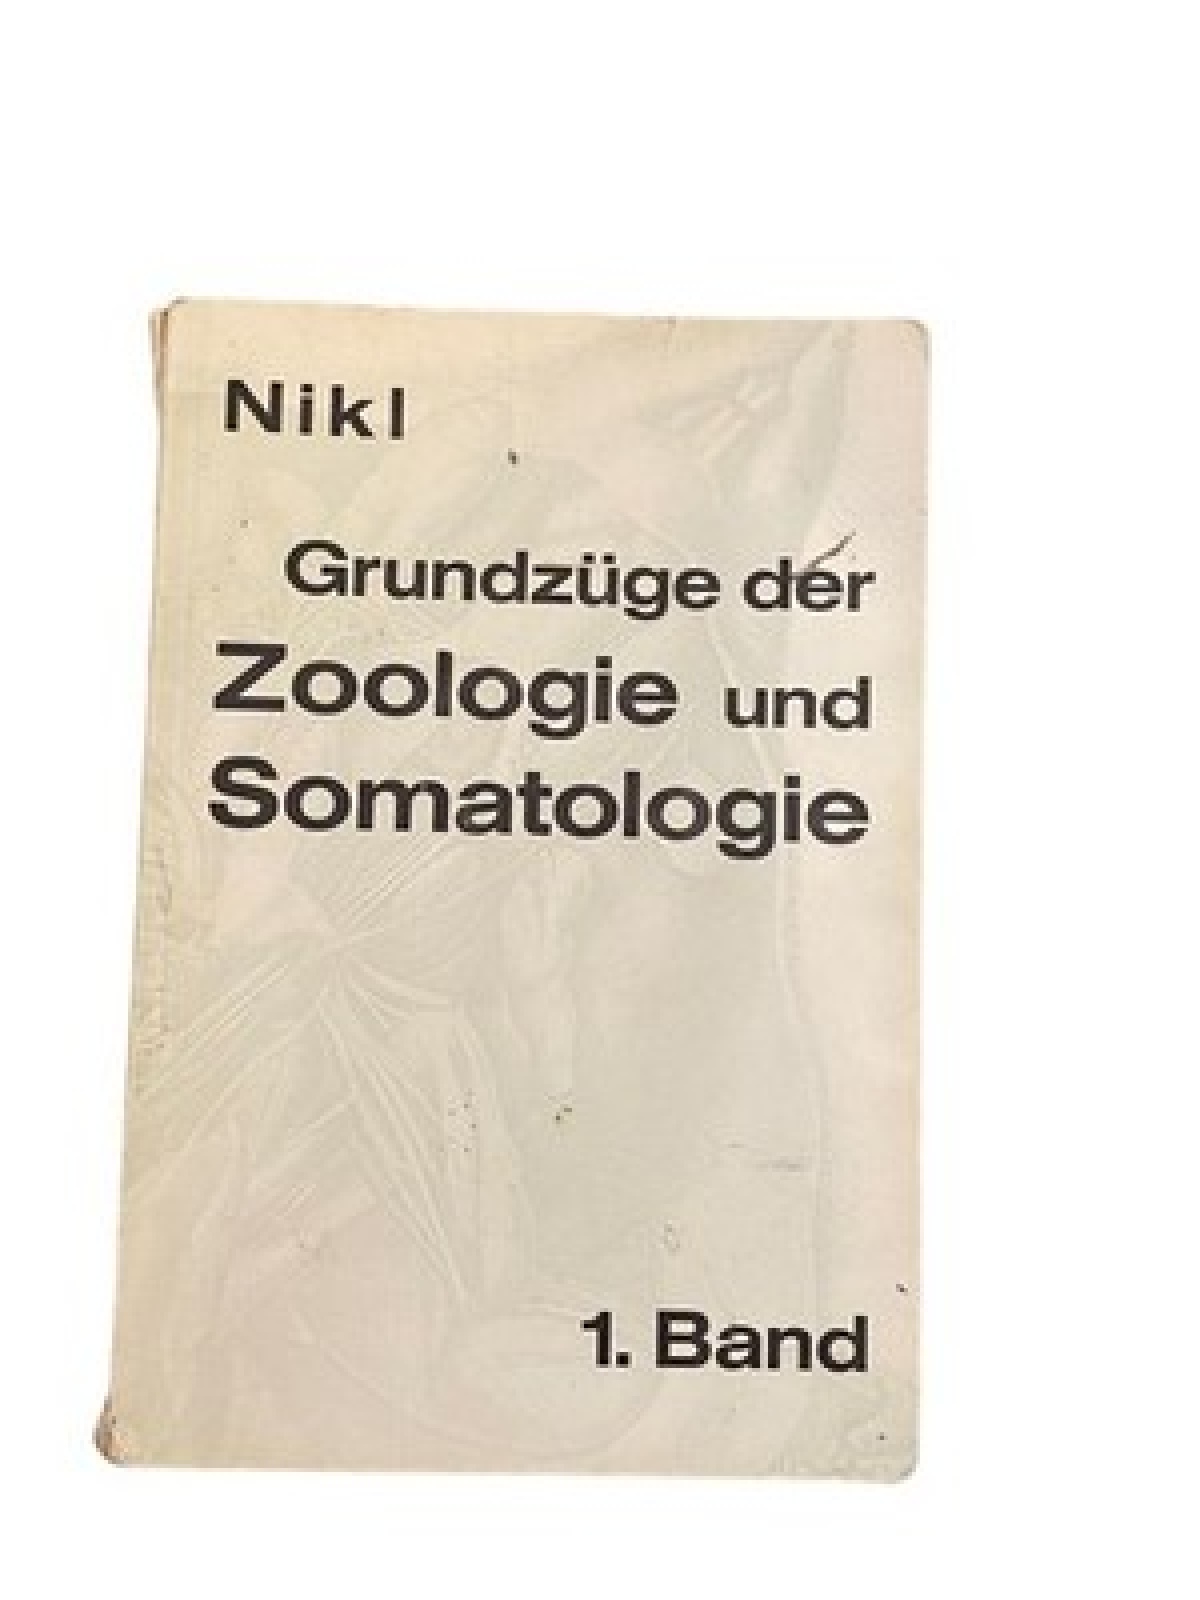 Nikl
Grundzüge der
Zoologie und
Somatologie
1. Band